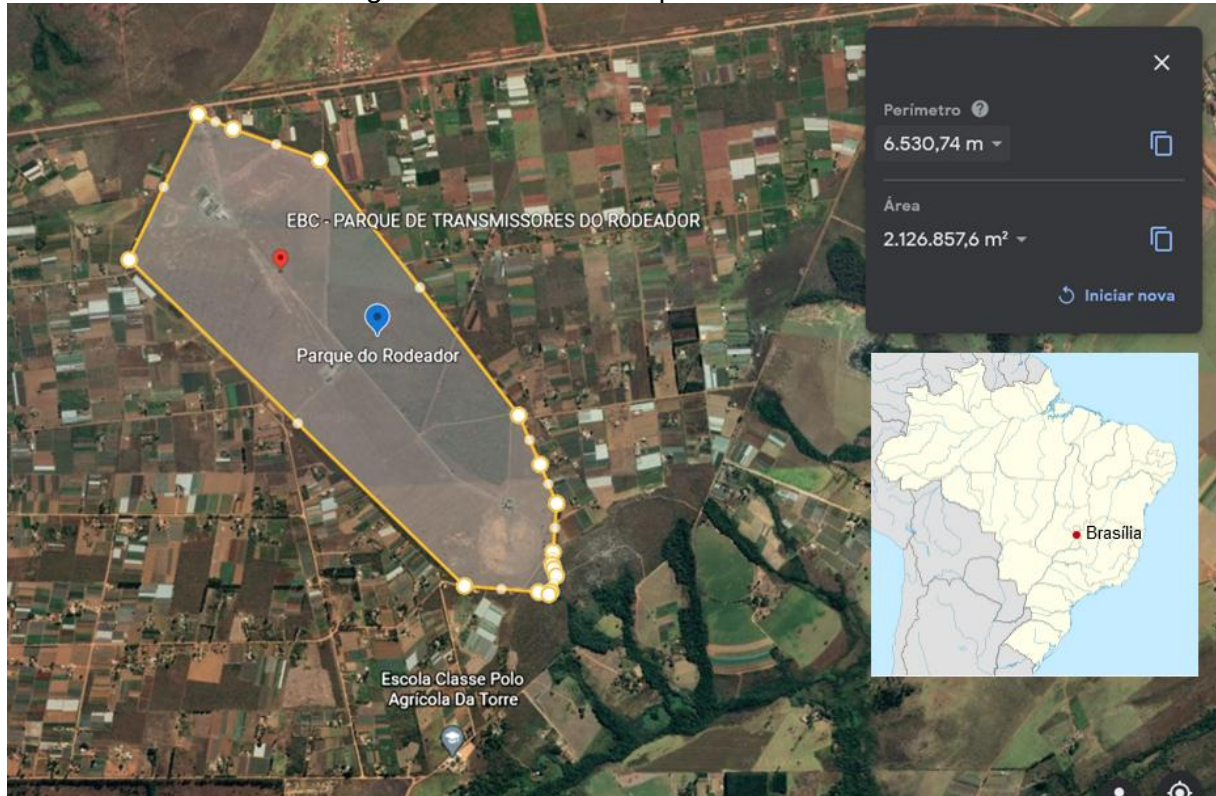 Perímetro
6.530,74 m
Área
2.126.857,6 m²
Iniciar nova
EBC - PARQUE DE TRANSMISSORES DO RODEADOR
Parque do Rodeador
Brasília
Escola Classe Polo
Agrícola Da Torre